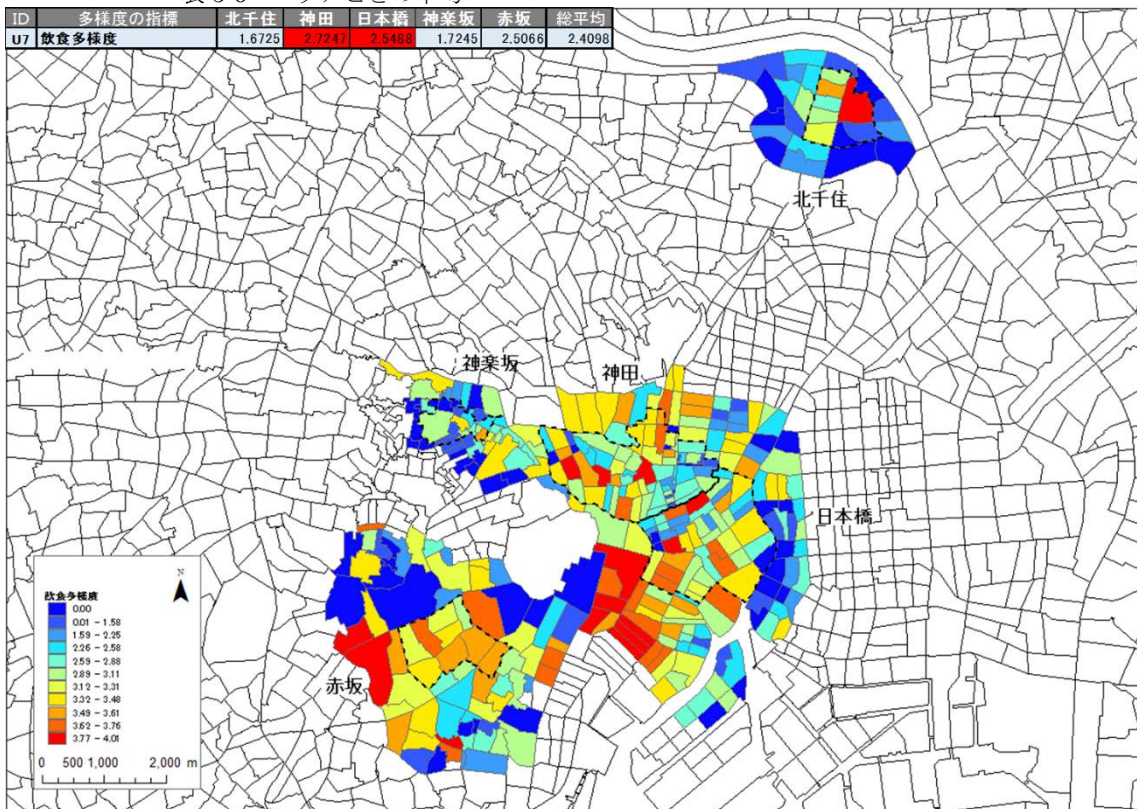 ID 多様度の指標 北千住 神田 日本橋 神楽坂 赤坂 総平均
U7 飲食多様度 1.6725 2.7247 2.5488 1.7245 2.5066 2.4098
北千住
神楽坂
神田
日本橋
赤坂
N
飲食多様度
0.00
0.01 - 1.58
1.59 - 2.25
2.26 - 2.58
2.59 - 2.88
2.89 - 3.11
3.12 - 3.31
3.32 - 3.48
3.49 - 3.61
3.62 - 3.76
3.77 - 4.01
0 500 1,000 2,000 m